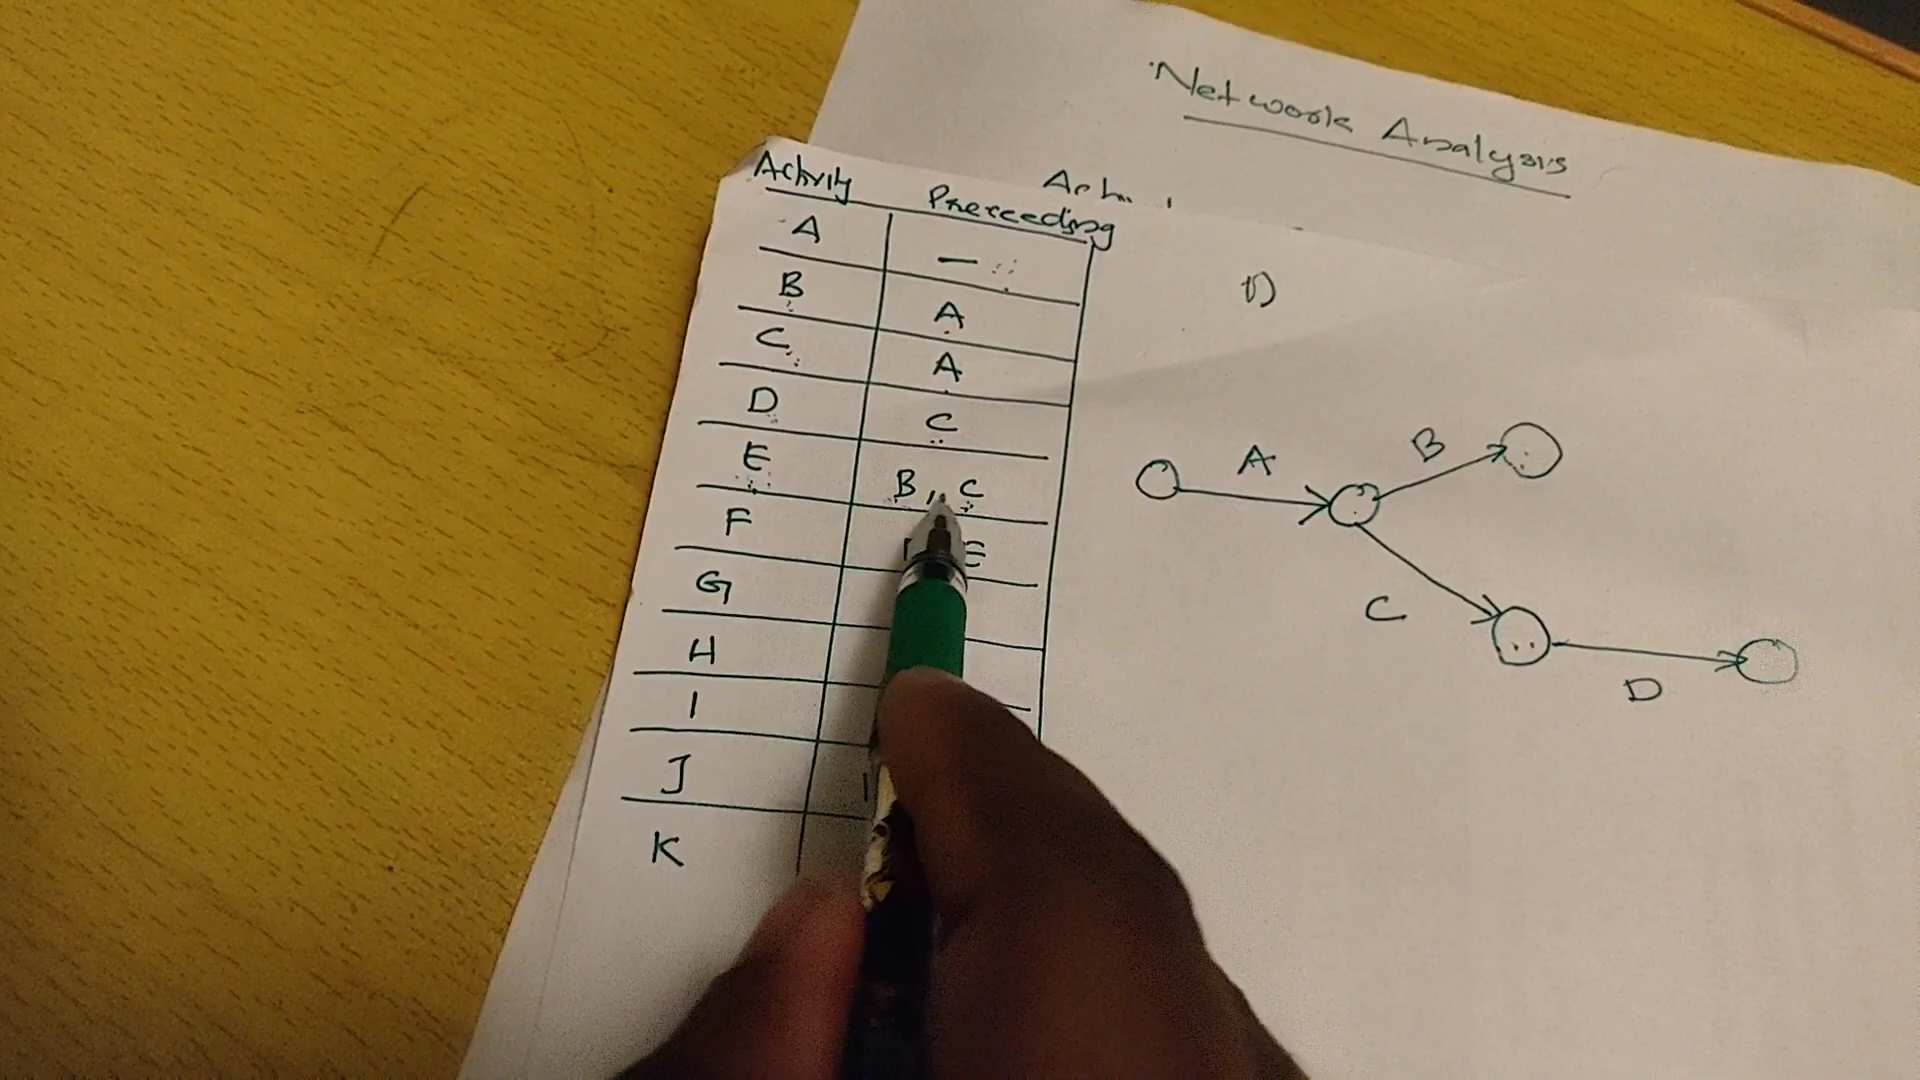 Network Analysis
Activity Preceeding
A —
B A
C A
D C
E B, C
F E
G
H
I
J
K
1)
A
B
C
D